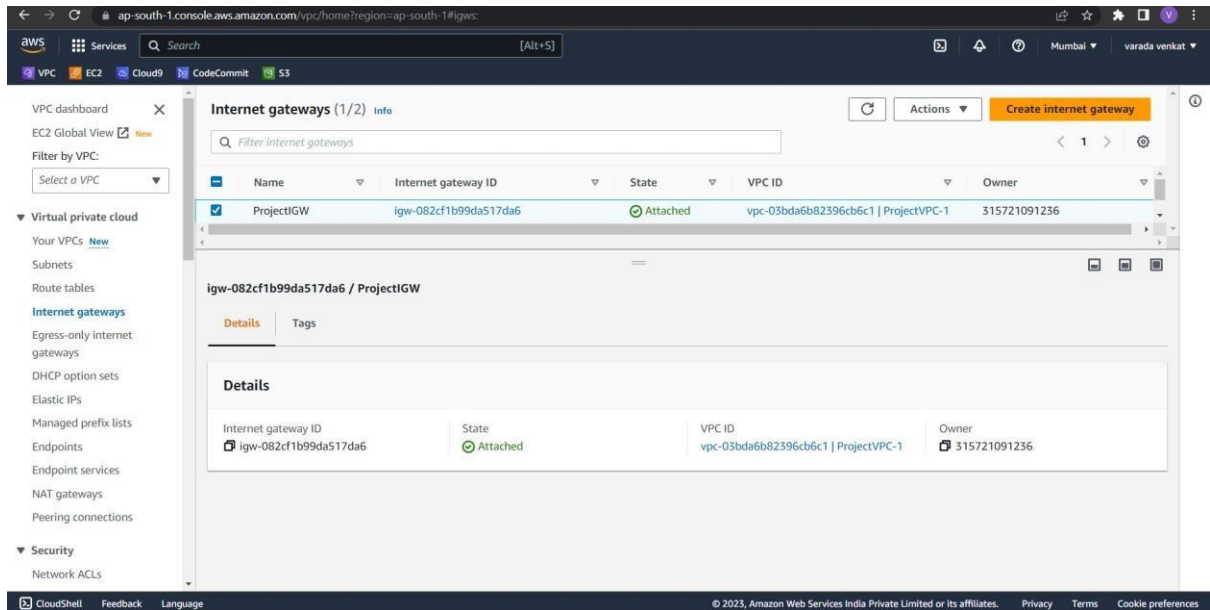 ap-south-1.console.aws.amazon.com/vpc/home?region=ap-south-1#igws:
V
aws Services Search [Alt+S] Mumbai varada venkat
VPC EC2 Cloud9 CodeCommit S3
VPC dashboard
EC2 Global View New
Filter by VPC:
Select a VPC
Virtual private cloud
Your VPCs New
Subnets
Route tables
Internet gateways
Egress-only internet
gateways
DHCP option sets
Elastic IPs
Managed prefix lists
Endpoints
Endpoint services
NAT gateways
Peering connections
Security
Network ACLs
Internet gateways (1/2) Info
Actions Create internet gateway
Filter internet gateways
1
Name Internet gateway ID State VPC ID Owner
ProjectIGW igw-082cf1b99da517da6 Attached vpc-03bda6b82396cb6c1 | ProjectVPC-1 315721091236
igw-082cf1b99da517da6 / ProjectIGW
Details Tags
Details
Internet gateway ID State VPC ID Owner
igw-082cf1b99da517da6 Attached vpc-03bda6b82396cb6c1 | ProjectVPC-1 315721091236
CloudShell Feedback Language © 2023, Amazon Web Services India Private Limited or its affiliates. Privacy Terms Cookie preferences